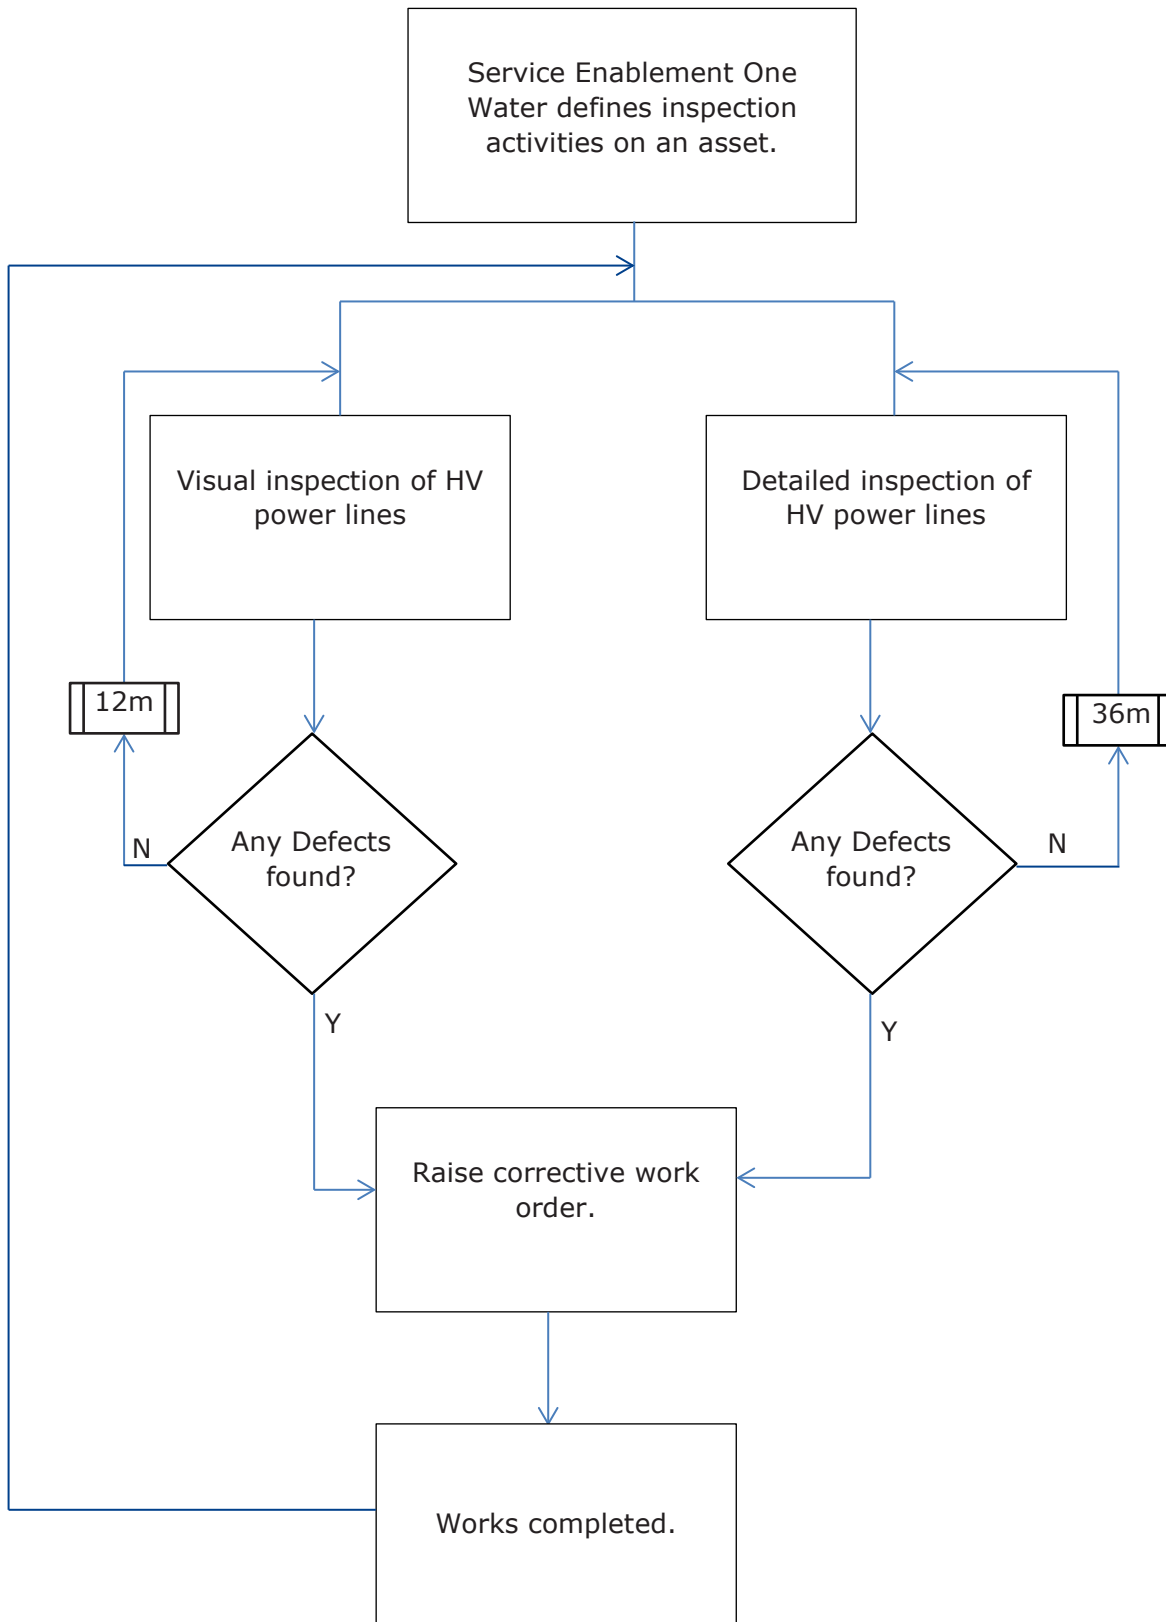 Service Enablement One
Water defines inspection
activities on an asset.
Visual inspection of HV
power lines
Detailed inspection of
HV power lines
12m
36m
N
Any Defects
found?
Any Defects
found?
N
Y
Y
Raise corrective work
order.
Works completed.